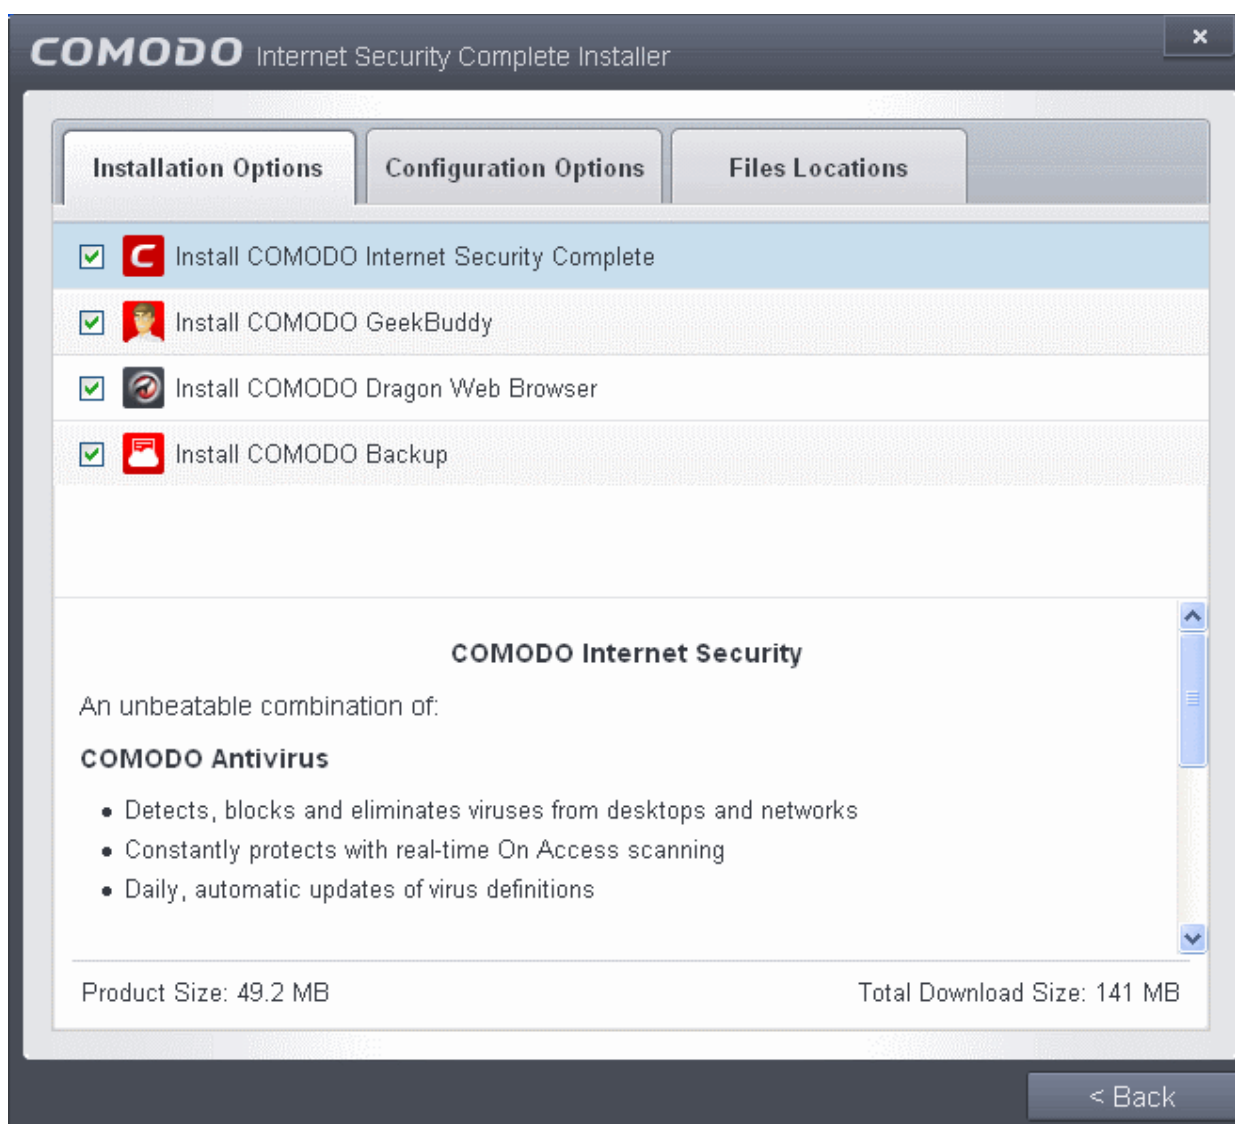 COMODO Internet Security Complete Installer
Installation Options
Configuration Options
Files Locations
Install COMODO Internet Security Complete
Install COMODO GeekBuddy
Install COMODO Dragon Web Browser
Install COMODO Backup
COMODO Internet Security
An unbeatable combination of:
COMODO Antivirus
• Detects, blocks and eliminates viruses from desktops and networks
• Constantly protects with real-time On Access scanning
• Daily, automatic updates of virus definitions
Product Size: 49.2 MB
Total Download Size: 141 MB
< Back